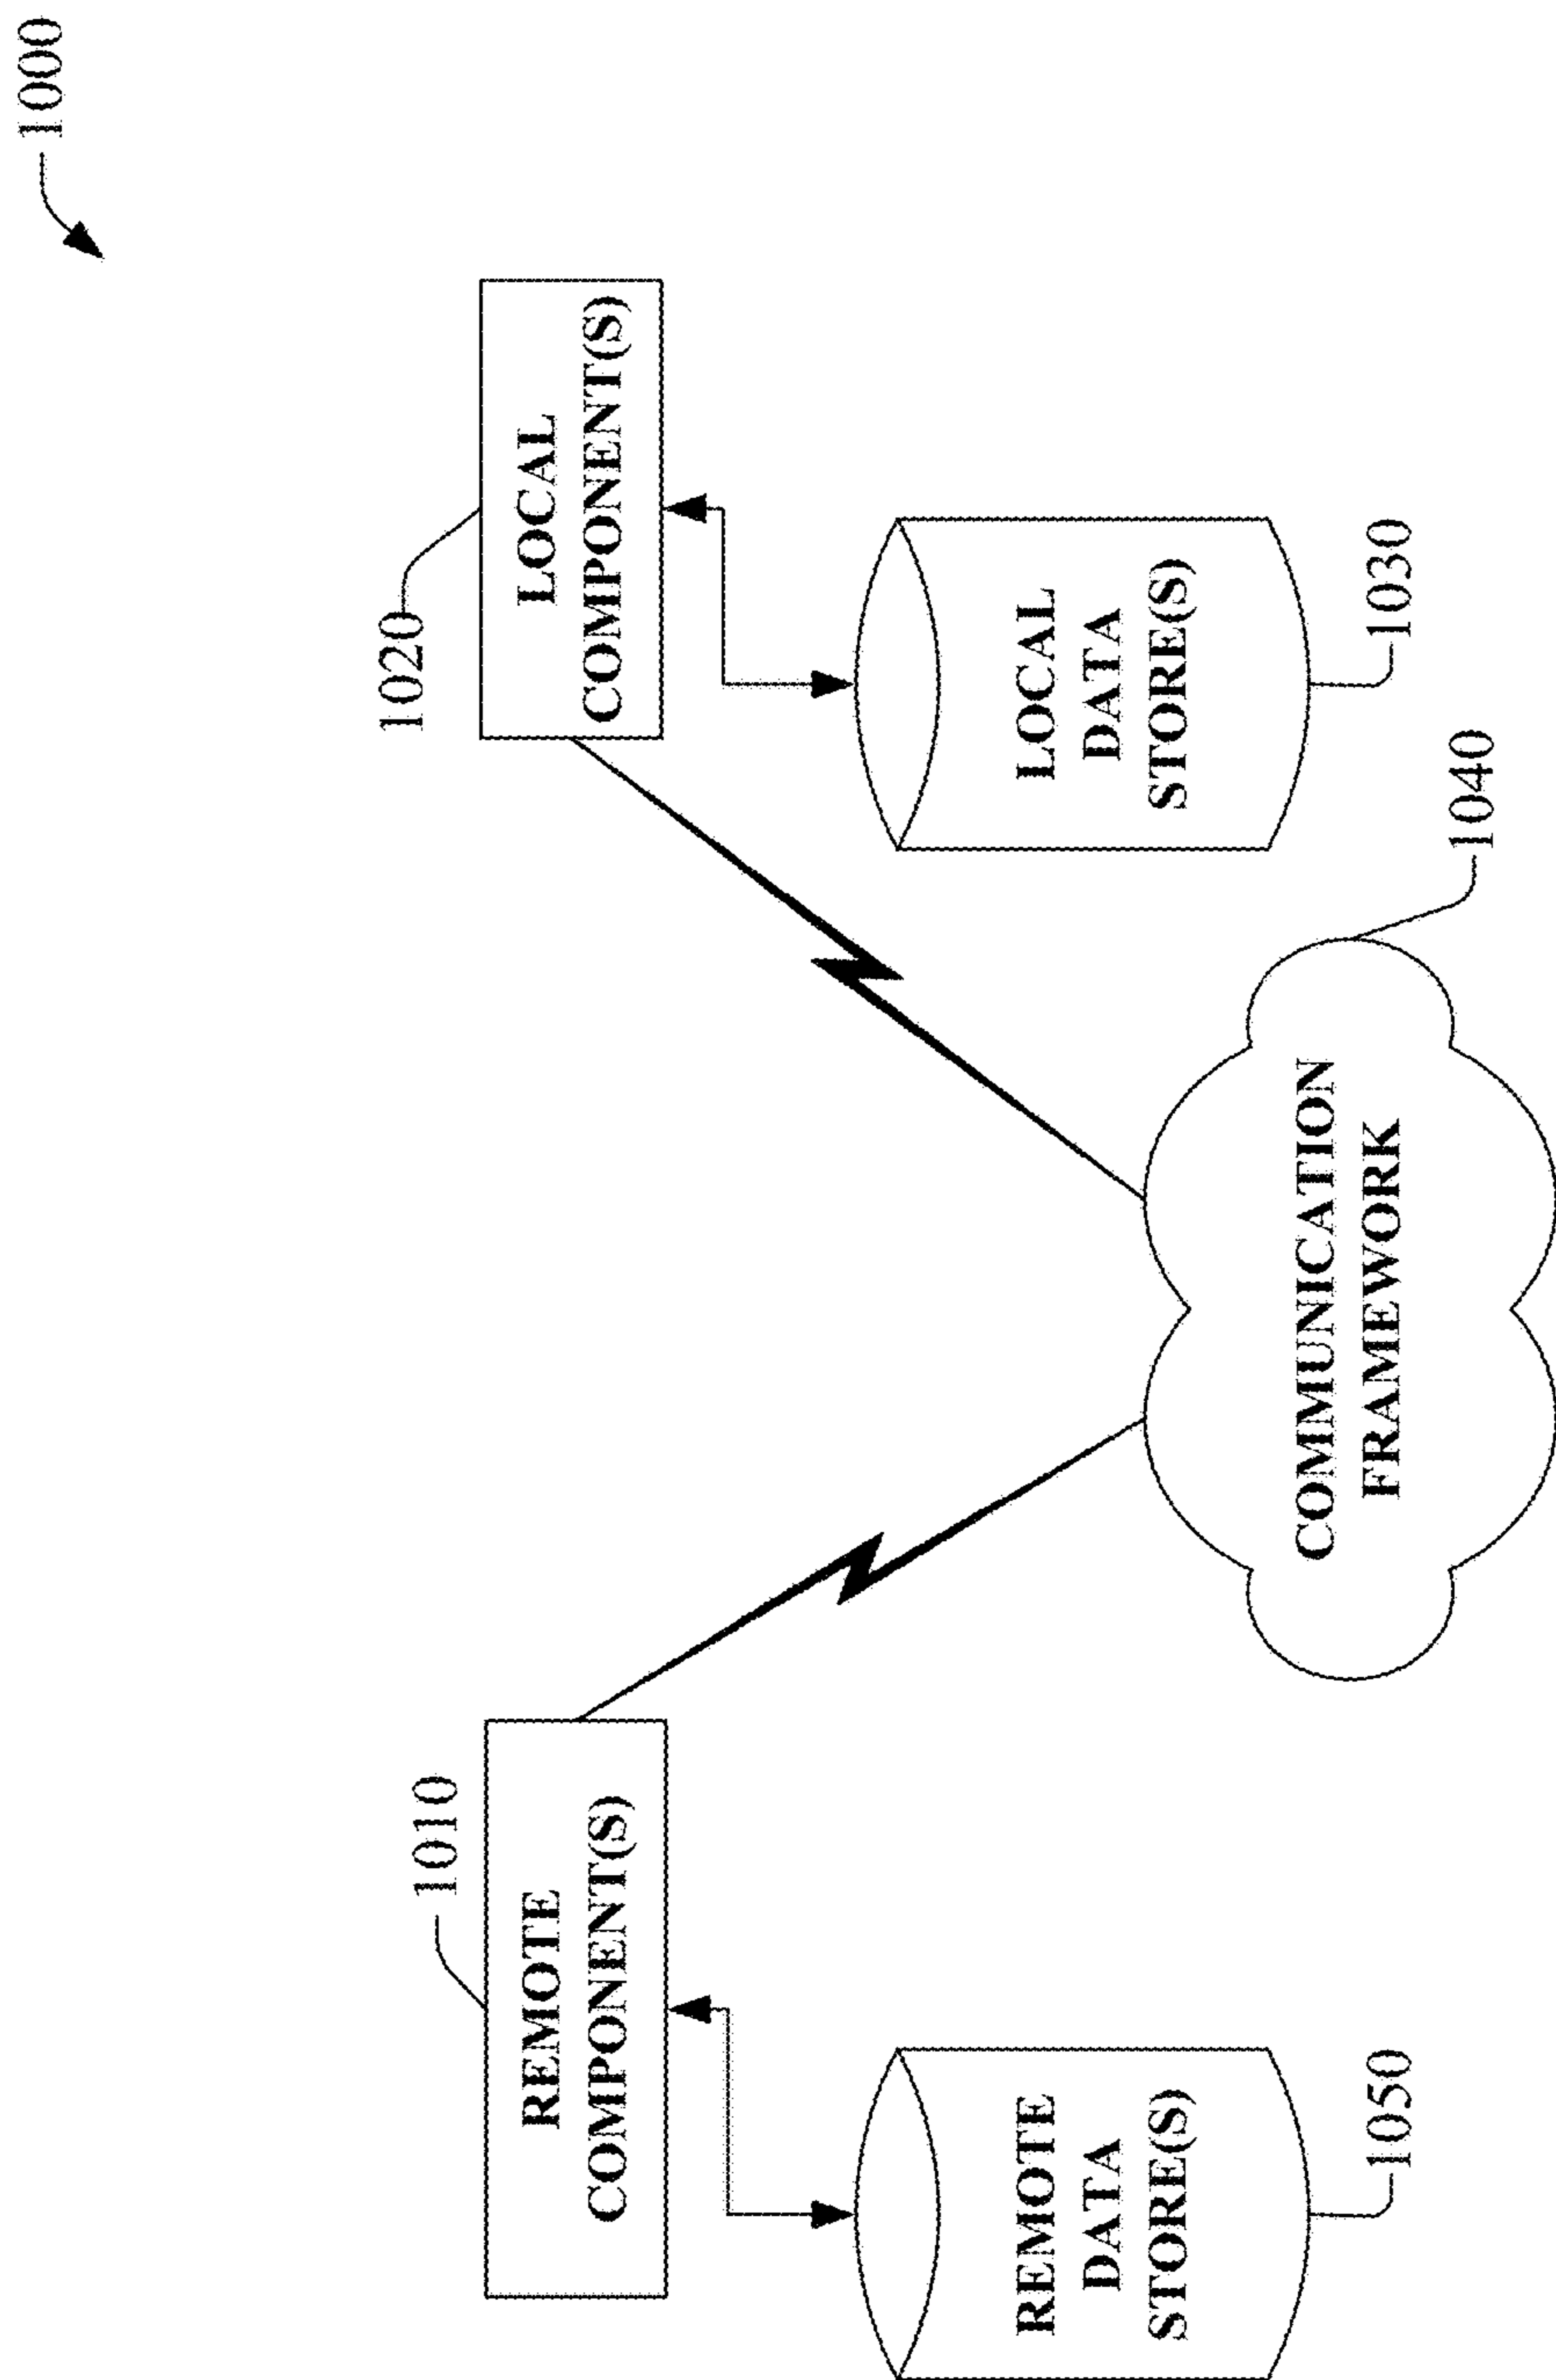 1000
1010
REMOTE
COMPONENT(S)
1020
LOCAL
COMPONENT(S)
REMOTE
DATA
STORE(S)
1050
LOCAL
DATA
STORE(S)
1030
COMMUNICATION
FRAMEWORK
1040